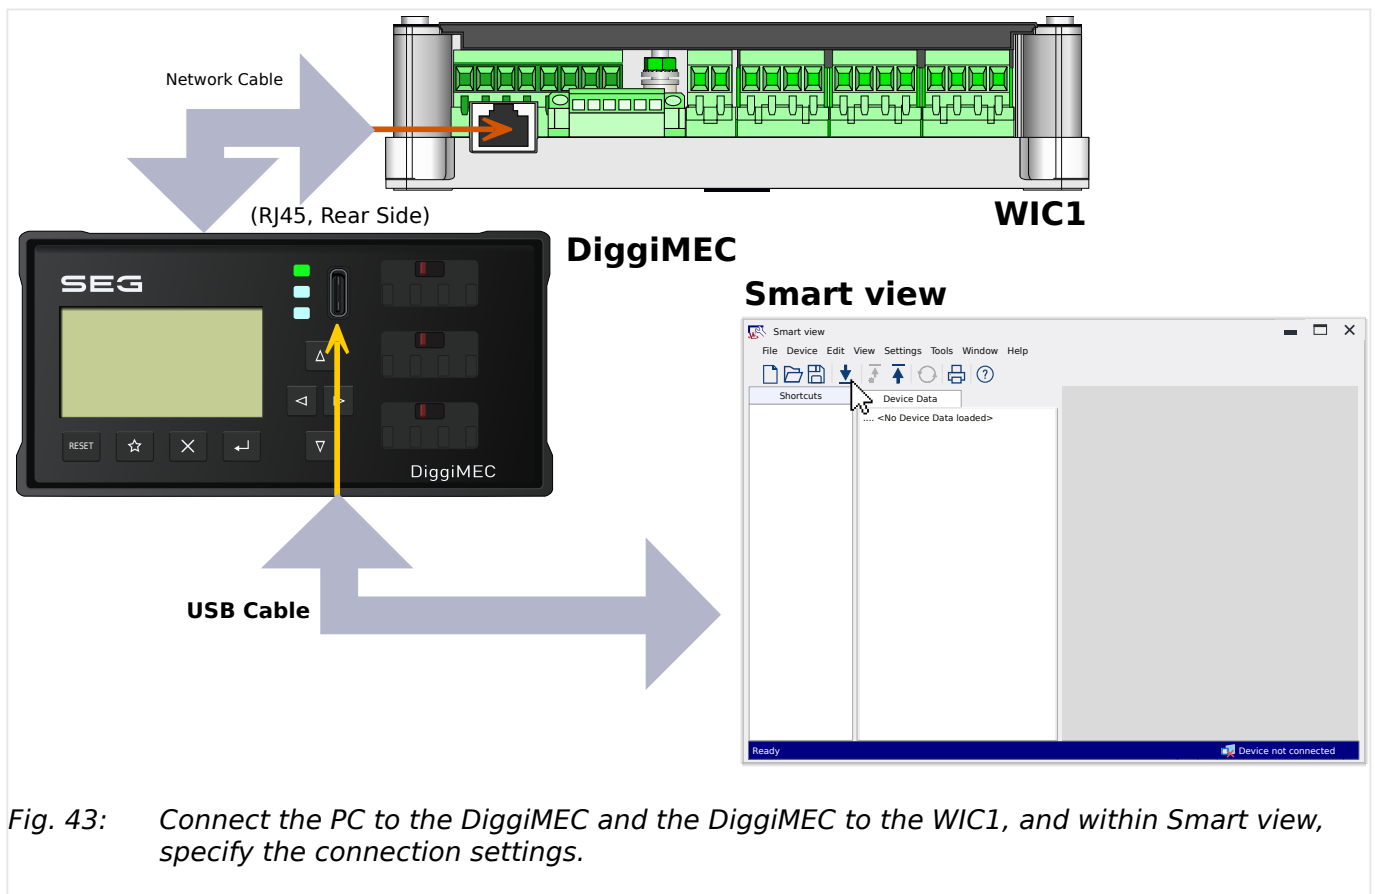 Network Cable
(RJ45, Rear Side)
WIC1
DiggiMEC
SEG
RESET
DiggiMEC
Smart view
Smart view
File Device Edit View Settings Tools Window Help
Shortcuts
Device Data
.... <No Device Data loaded>
USB Cable
Ready
Device not connected
Fig. 43: Connect the PC to the DiggiMEC and the DiggiMEC to the WIC1, and within Smart view,
specify the connection settings.